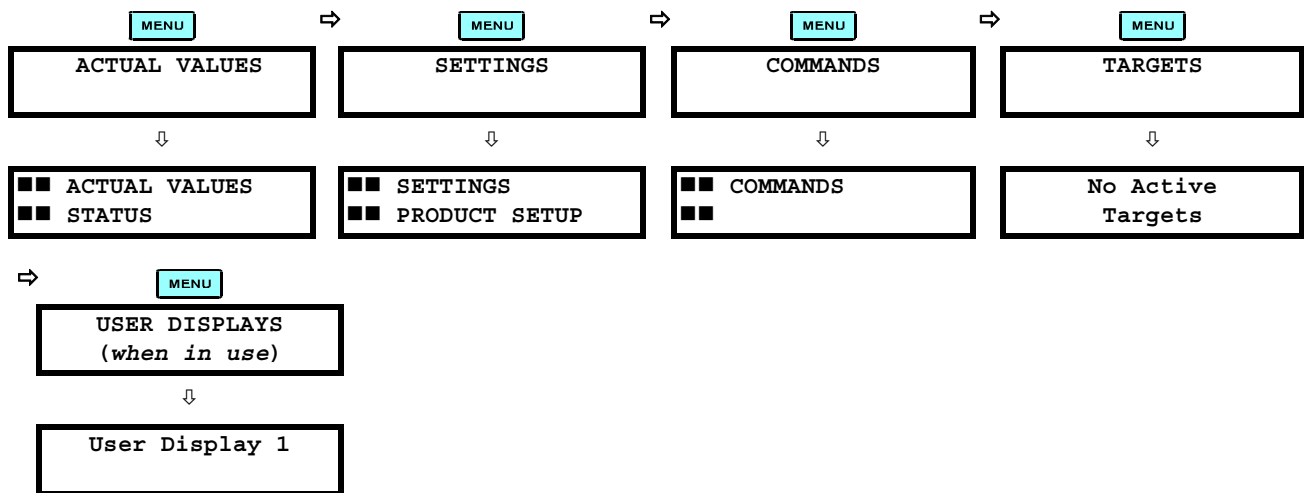 MENU
MENU
MENU
MENU
ACTUAL VALUES
SETTINGS
COMMANDS
TARGETS
ACTUAL VALUES
STATUS
SETTINGS
PRODUCT SETUP
COMMANDS
No Active
Targets
MENU
USER DISPLAYS
(when in use)
User Display 1